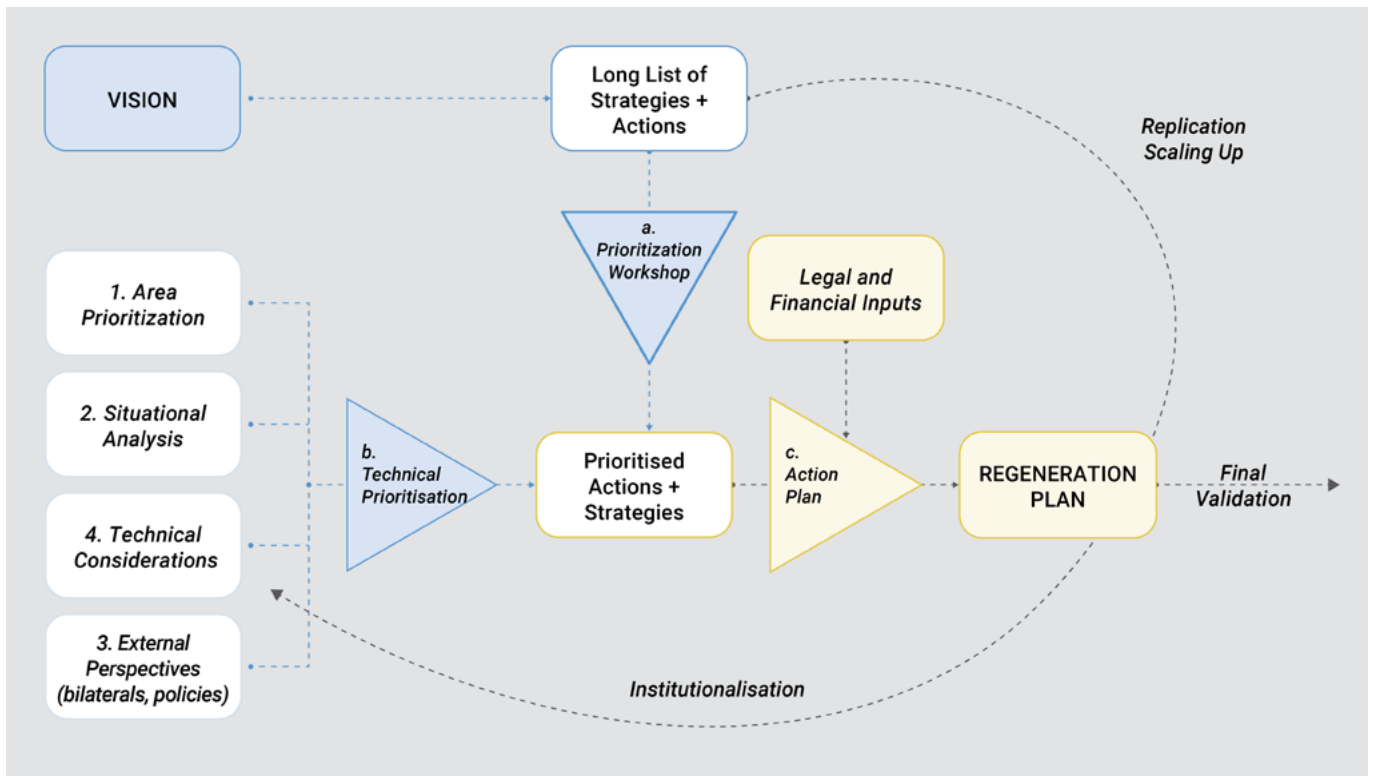 VISION
Long List of
Strategies +
Actions
Replication
Scaling Up
a.
Prioritization
Workshop
Legal and
Financial Inputs
1. Area
Prioritization
2. Situational
Analysis
4. Technical
Considerations
3. External
Perspectives
(bilaterals, policies)
b.
Technical
Prioritisation
Prioritised
Actions +
Strategies
c.
Action
Plan
REGENERATION
PLAN
Final
Validation
Institutionalisation